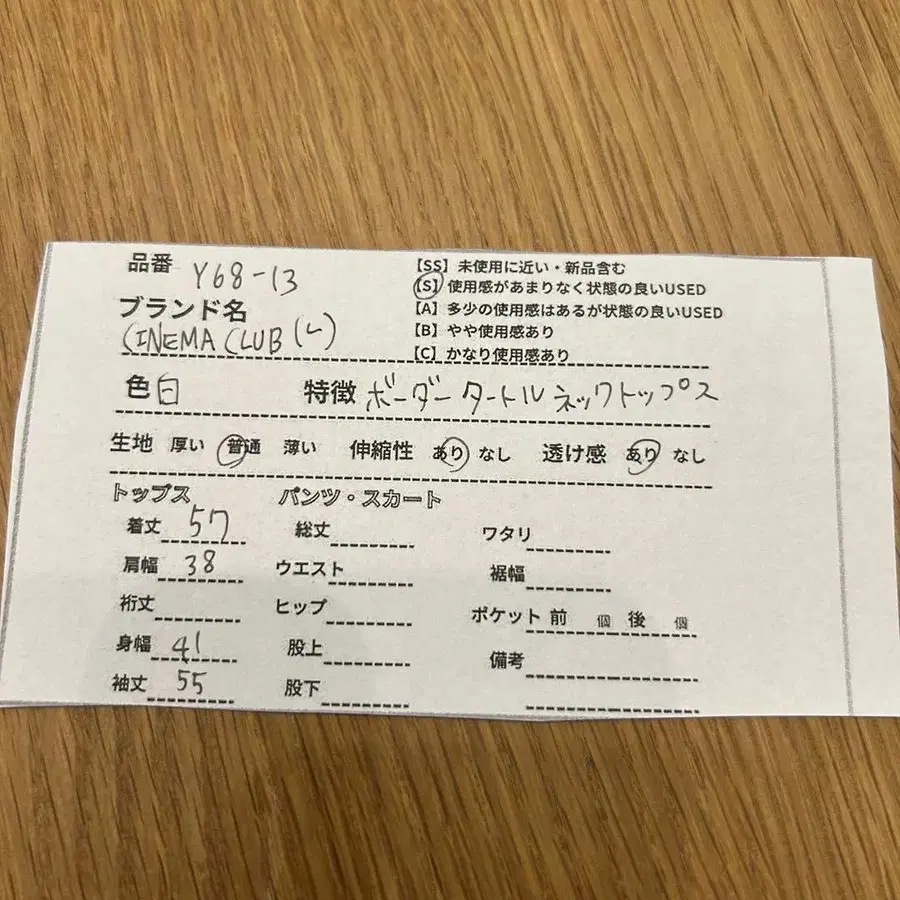 品番 Y68-13
【SS】未使用に近い・新品含む
【S】使用感があまりなく状態の良いUSED
【A】多少の使用感はあるが状態の良いUSED
【B】やや使用感あり
【C】かなり使用感あり
ブランド名
CINEMA CLUB (L)
色 白 特徴 ボーダータートルネックトップス
生地 厚い 普通 薄い 伸縮性 あり なし 透け感 あり なし
トップス パンツ・スカート
着丈 57 総丈 ワタリ
肩幅 38 ウエスト 裾幅
裄丈 ヒップ ポケット 前 個 後 個
身幅 41 股上 備考
袖丈 55 股下